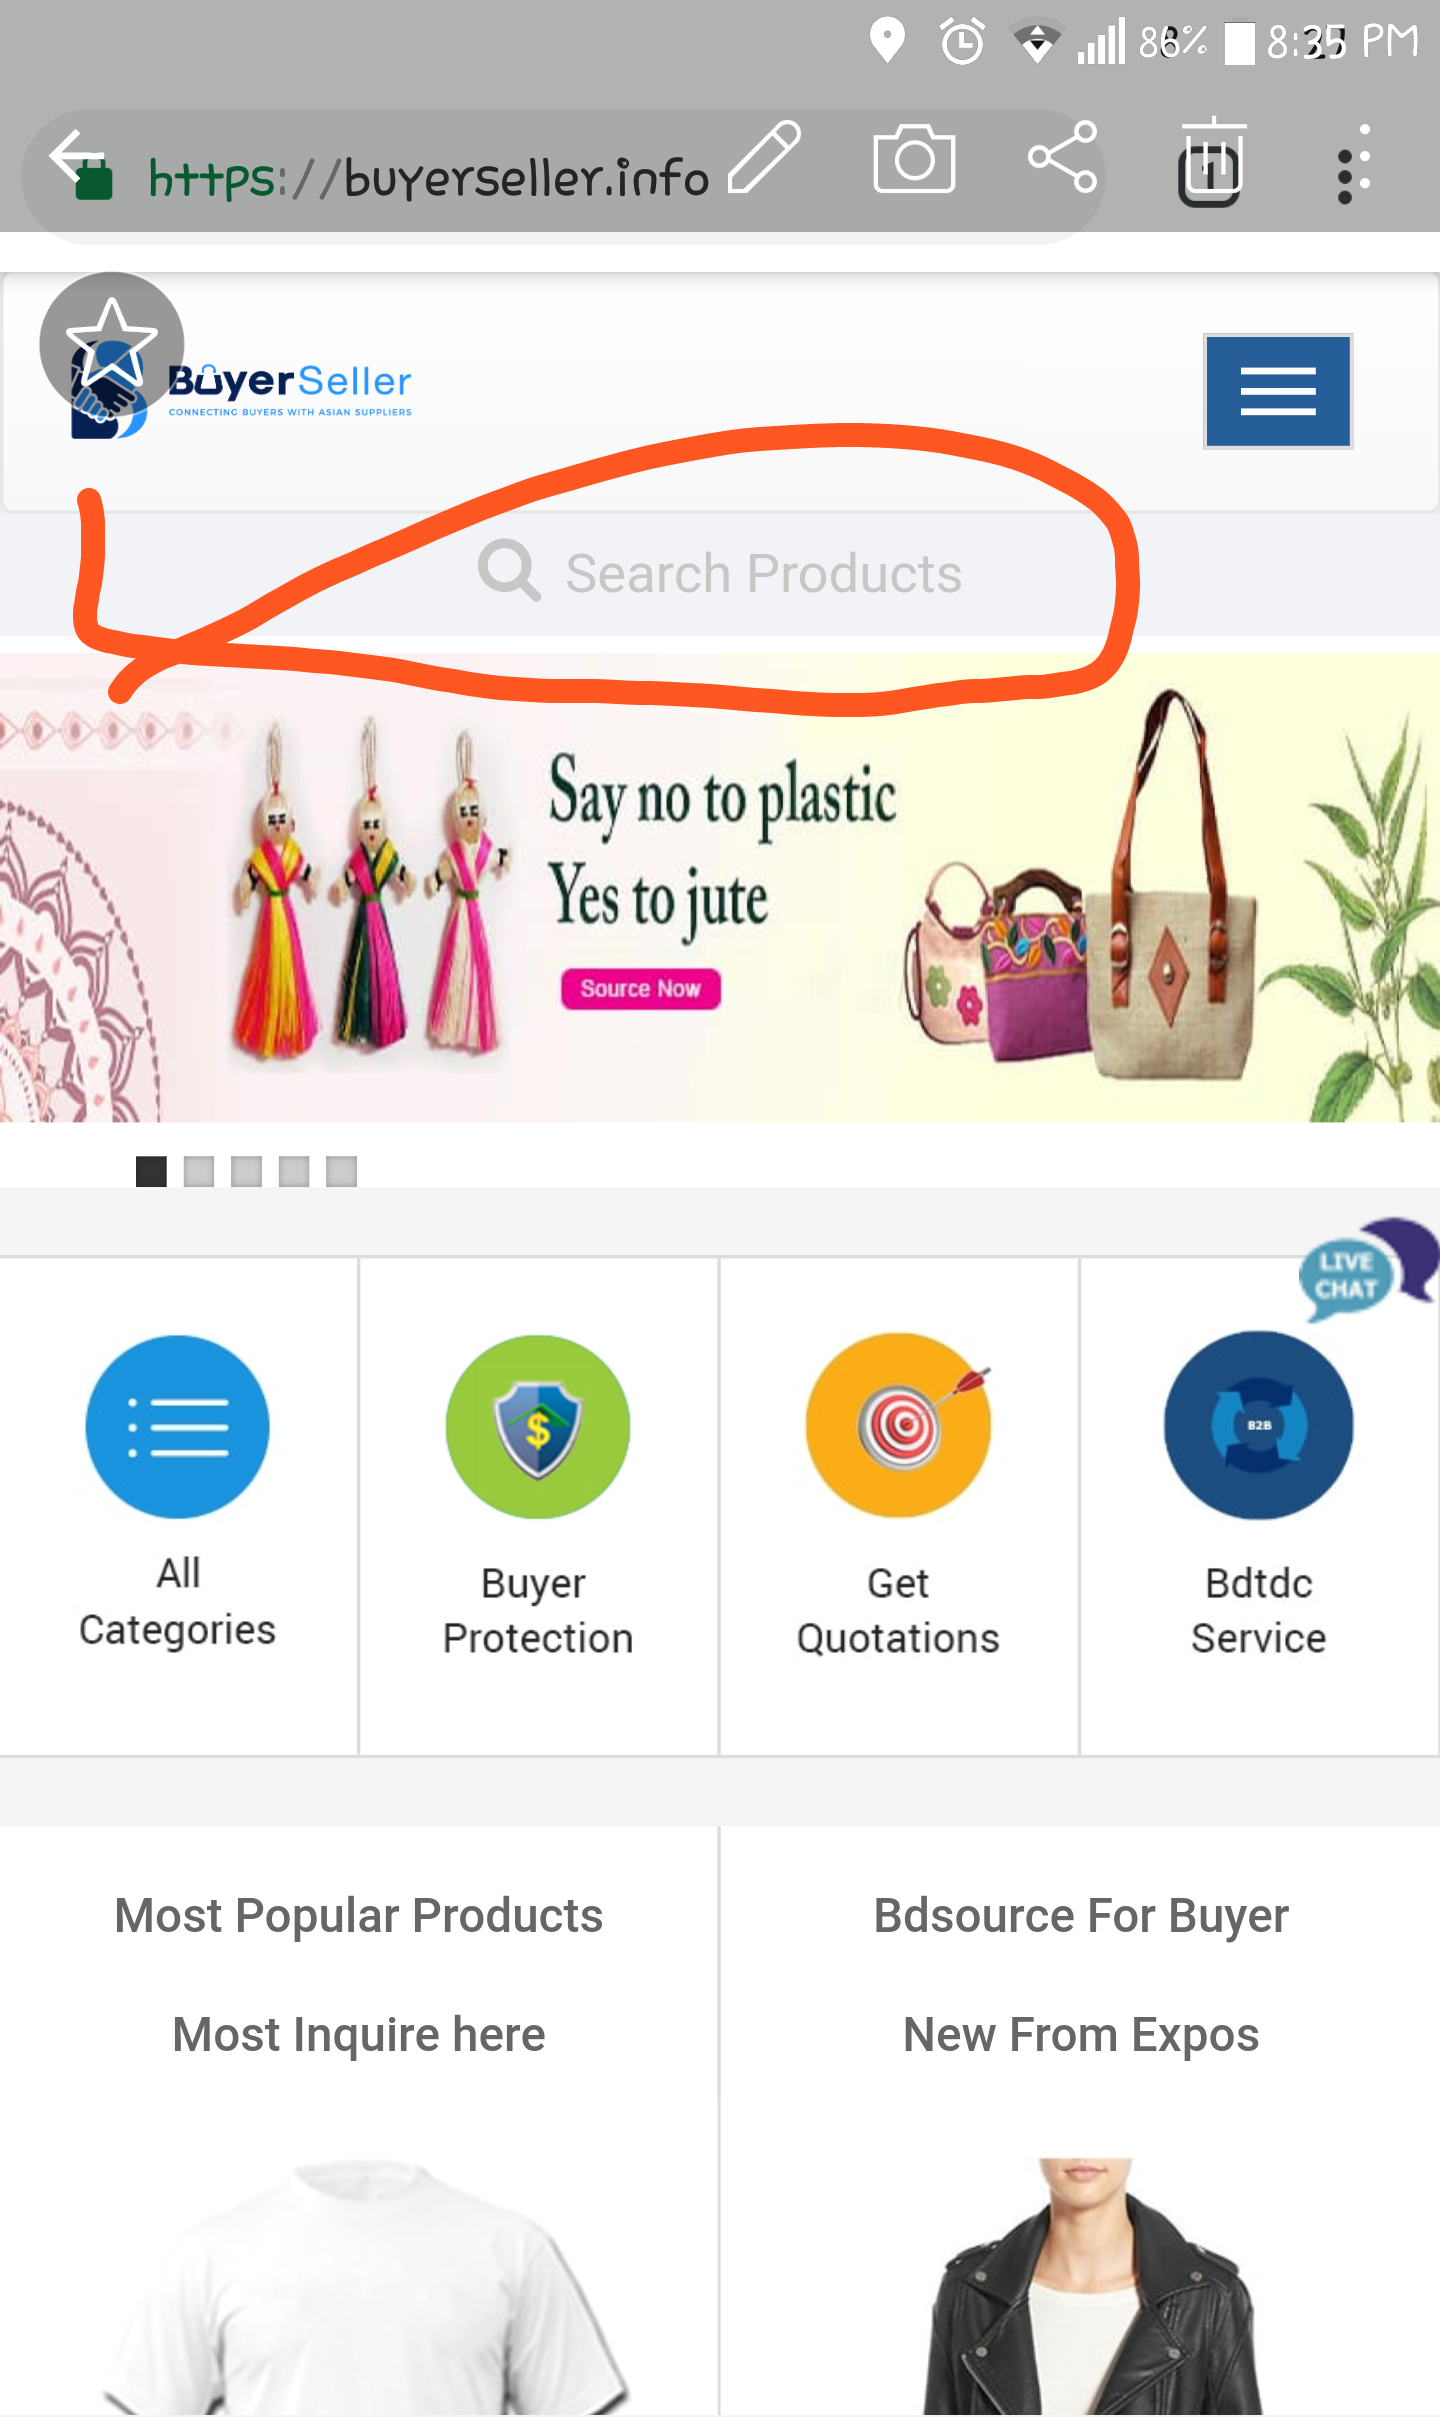 86% 8:35 PM
https://buyerseller.info
1
BuyerSeller
CONNECTING BUYERS WITH ASIAN SUPPLIERS
Search Products
Say no to plastic
Yes to jute
Source Now
LIVE
CHAT
$
B2B
All
Categories
Buyer
Protection
Get
Quotations
Bdtdc
Service
Most Popular Products
Most Inquire here
Bdsource For Buyer
New From Expos